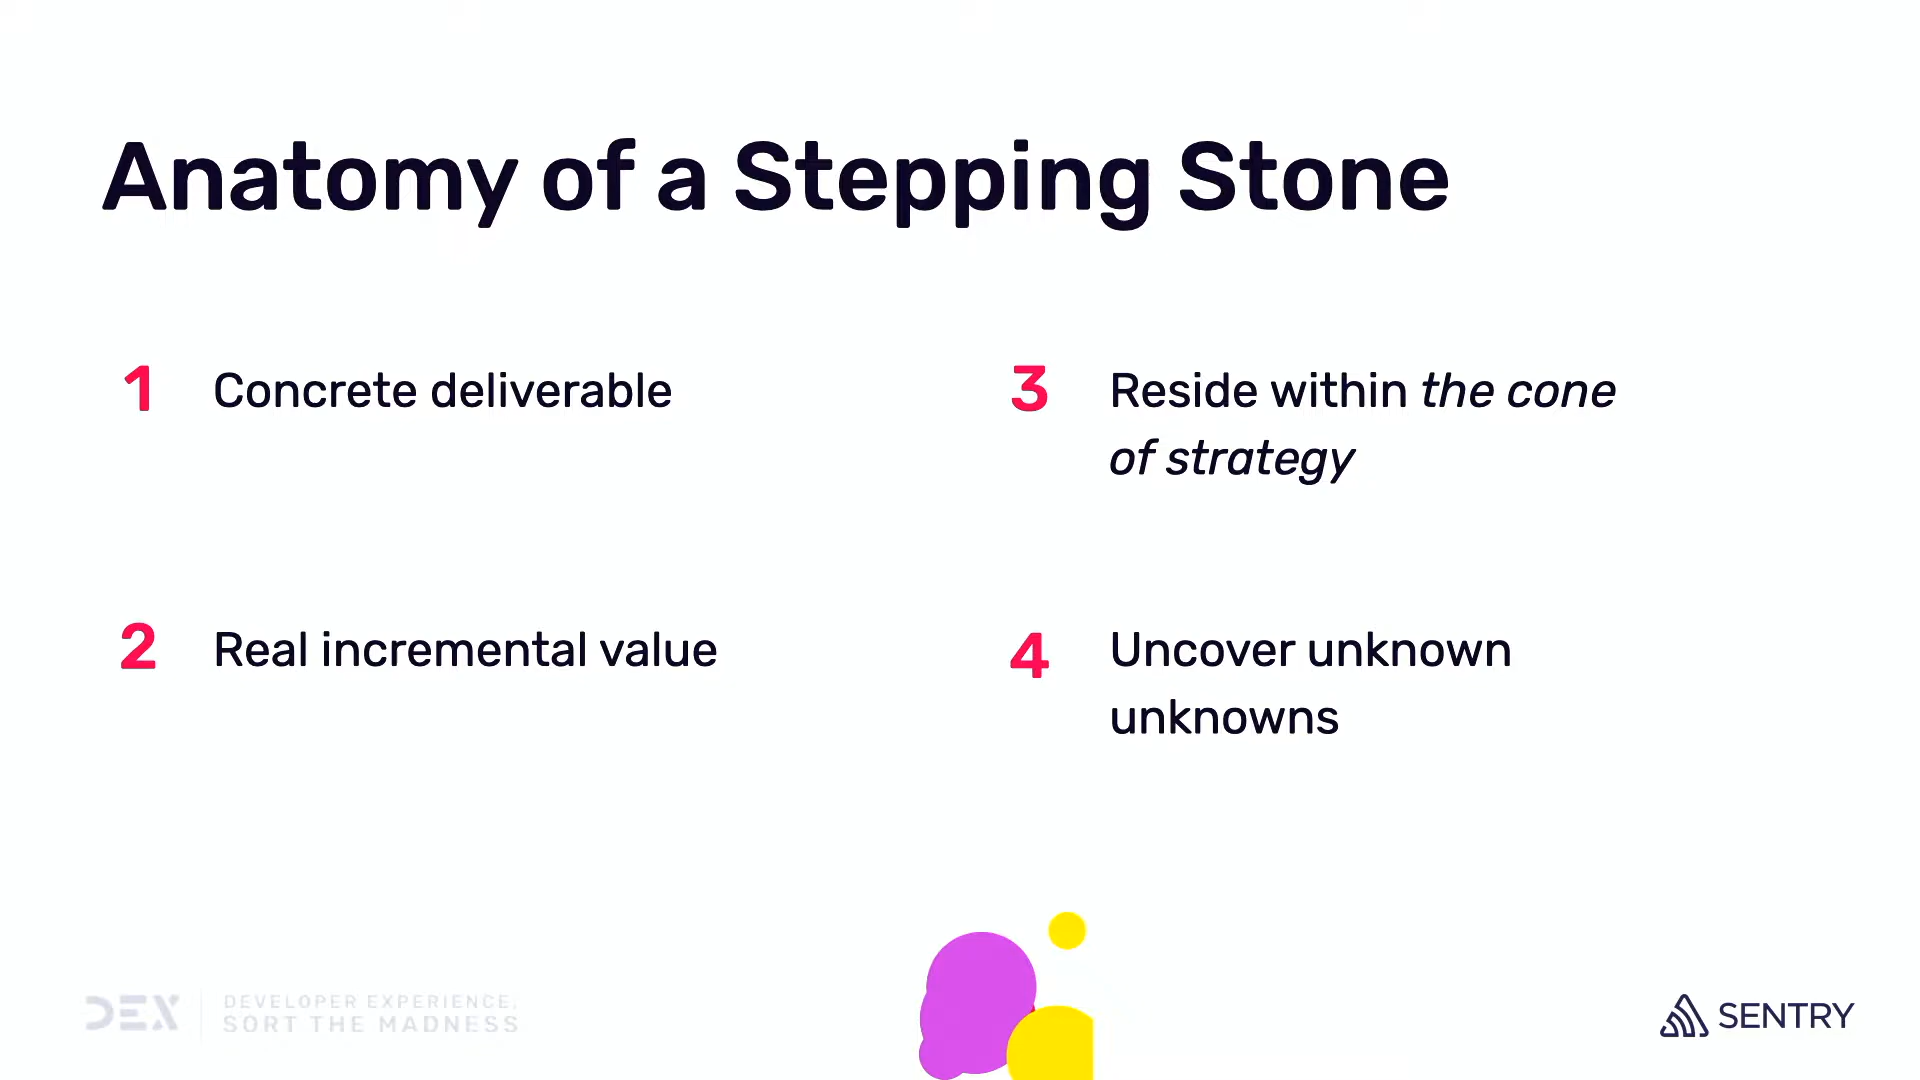 Anatomy of a Stepping Stone
1 Concrete deliverable
2 Real incremental value
3 Reside within the cone
of strategy
4 Uncover unknown
unknowns
DEX
DEVELOPER EXPERIENCE,
SORT THE MADNESS
SENTRY